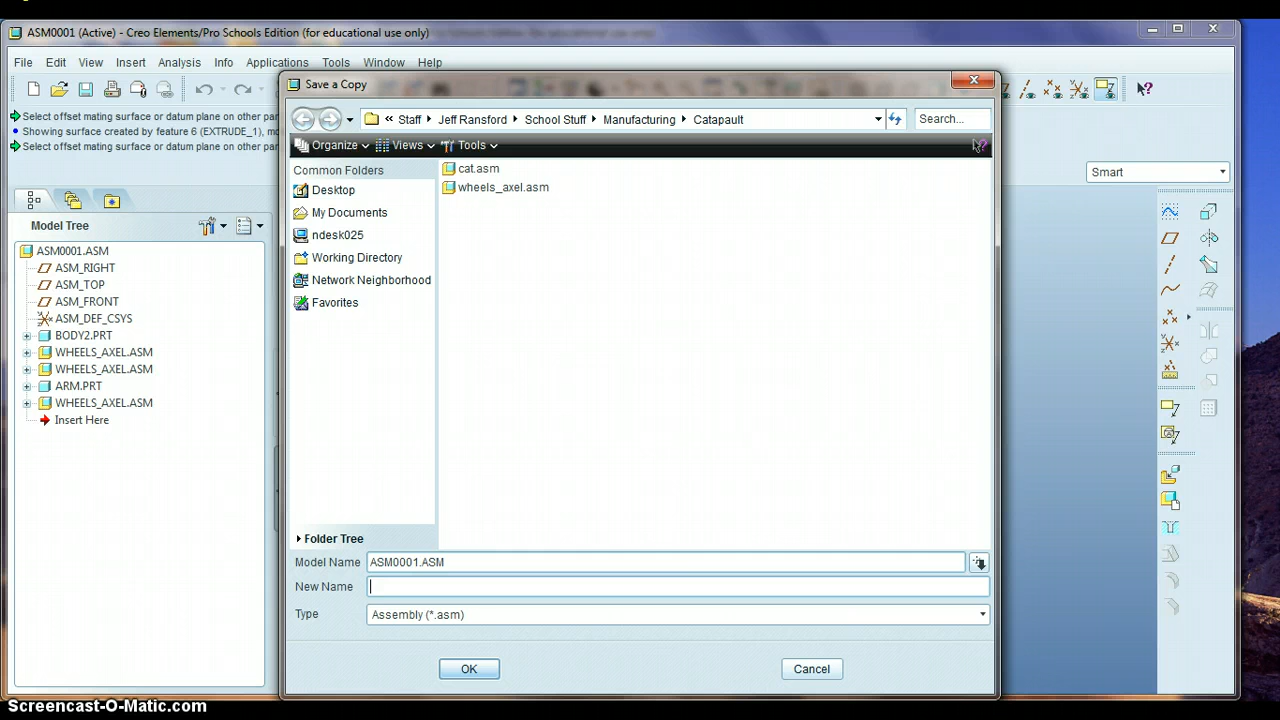 ASM0001 (Active) - Creo Elements/Pro Schools Edition (for educational use only)
File Edit View Insert Analysis Info Applications Tools Window Help
Save a Copy
Select offset mating surface or datum plane on other par
Showing surface created by feature 6 (EXTRUDE_1), mo
Select offset mating surface or datum plane on other par
« Staff Jeff Ransford School Stuff Manufacturing Catapault
Search...
Organize Views Tools
Common Folders
Desktop
My Documents
ndesk025
Working Directory
Network Neighborhood
Favorites
cat.asm
wheels_axel.asm
Smart
Model Tree
ASM0001.ASM
ASM_RIGHT
ASM_TOP
ASM_FRONT
ASM_DEF_CSYS
BODY2.PRT
WHEELS_AXEL.ASM
WHEELS_AXEL.ASM
ARM.PRT
WHEELS_AXEL.ASM
Insert Here
Folder Tree
Model Name ASM0001.ASM
New Name
Type Assembly (*.asm)
OK Cancel
Screencast-O-Matic.com